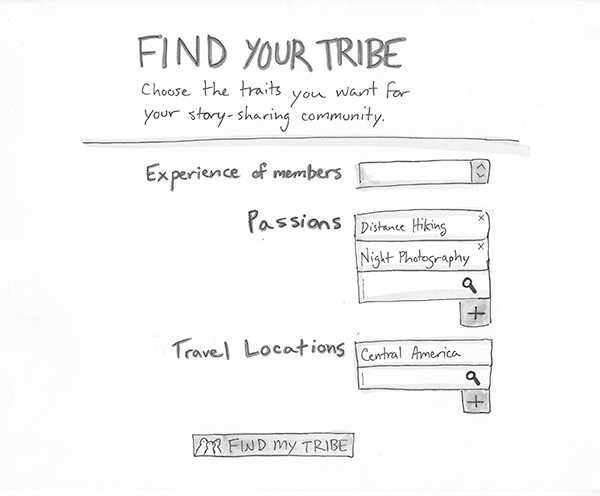 FIND YOUR TRIBE
Choose the traits you want for
your story-sharing community.
Experience of members
Passions
Distance Hiking x
Night Photography x
+
Travel Locations
Central America
+
FIND MY TRIBE